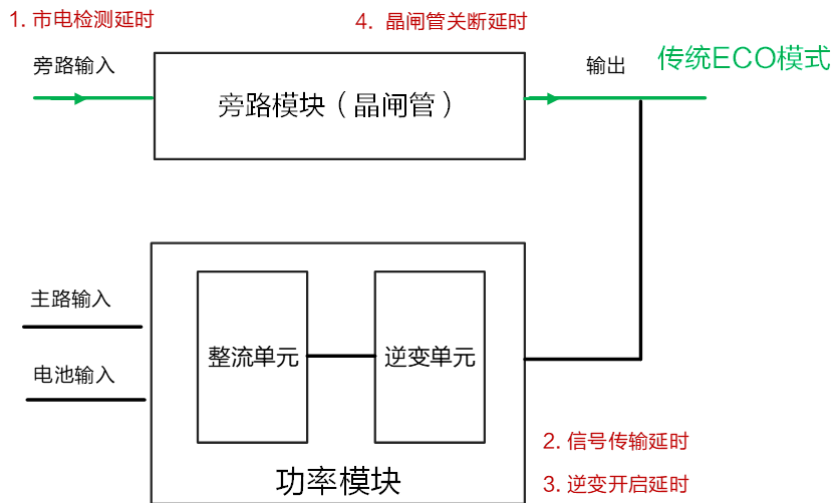 1. 市电检测延时
4. 晶闸管关断延时
旁路输入
输出
传统ECO模式
旁路模块（晶闸管）
主路输入
整流单元
逆变单元
电池输入
2. 信号传输延时
功率模块
3. 逆变开启延时